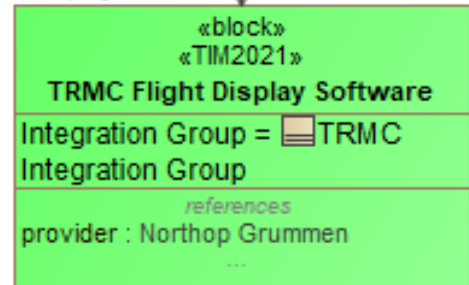 «block»
«TIM2021»
TRMC Flight Display Software
Integration Group = TRMC
Integration Group
references
provider : Northop Grummen
...